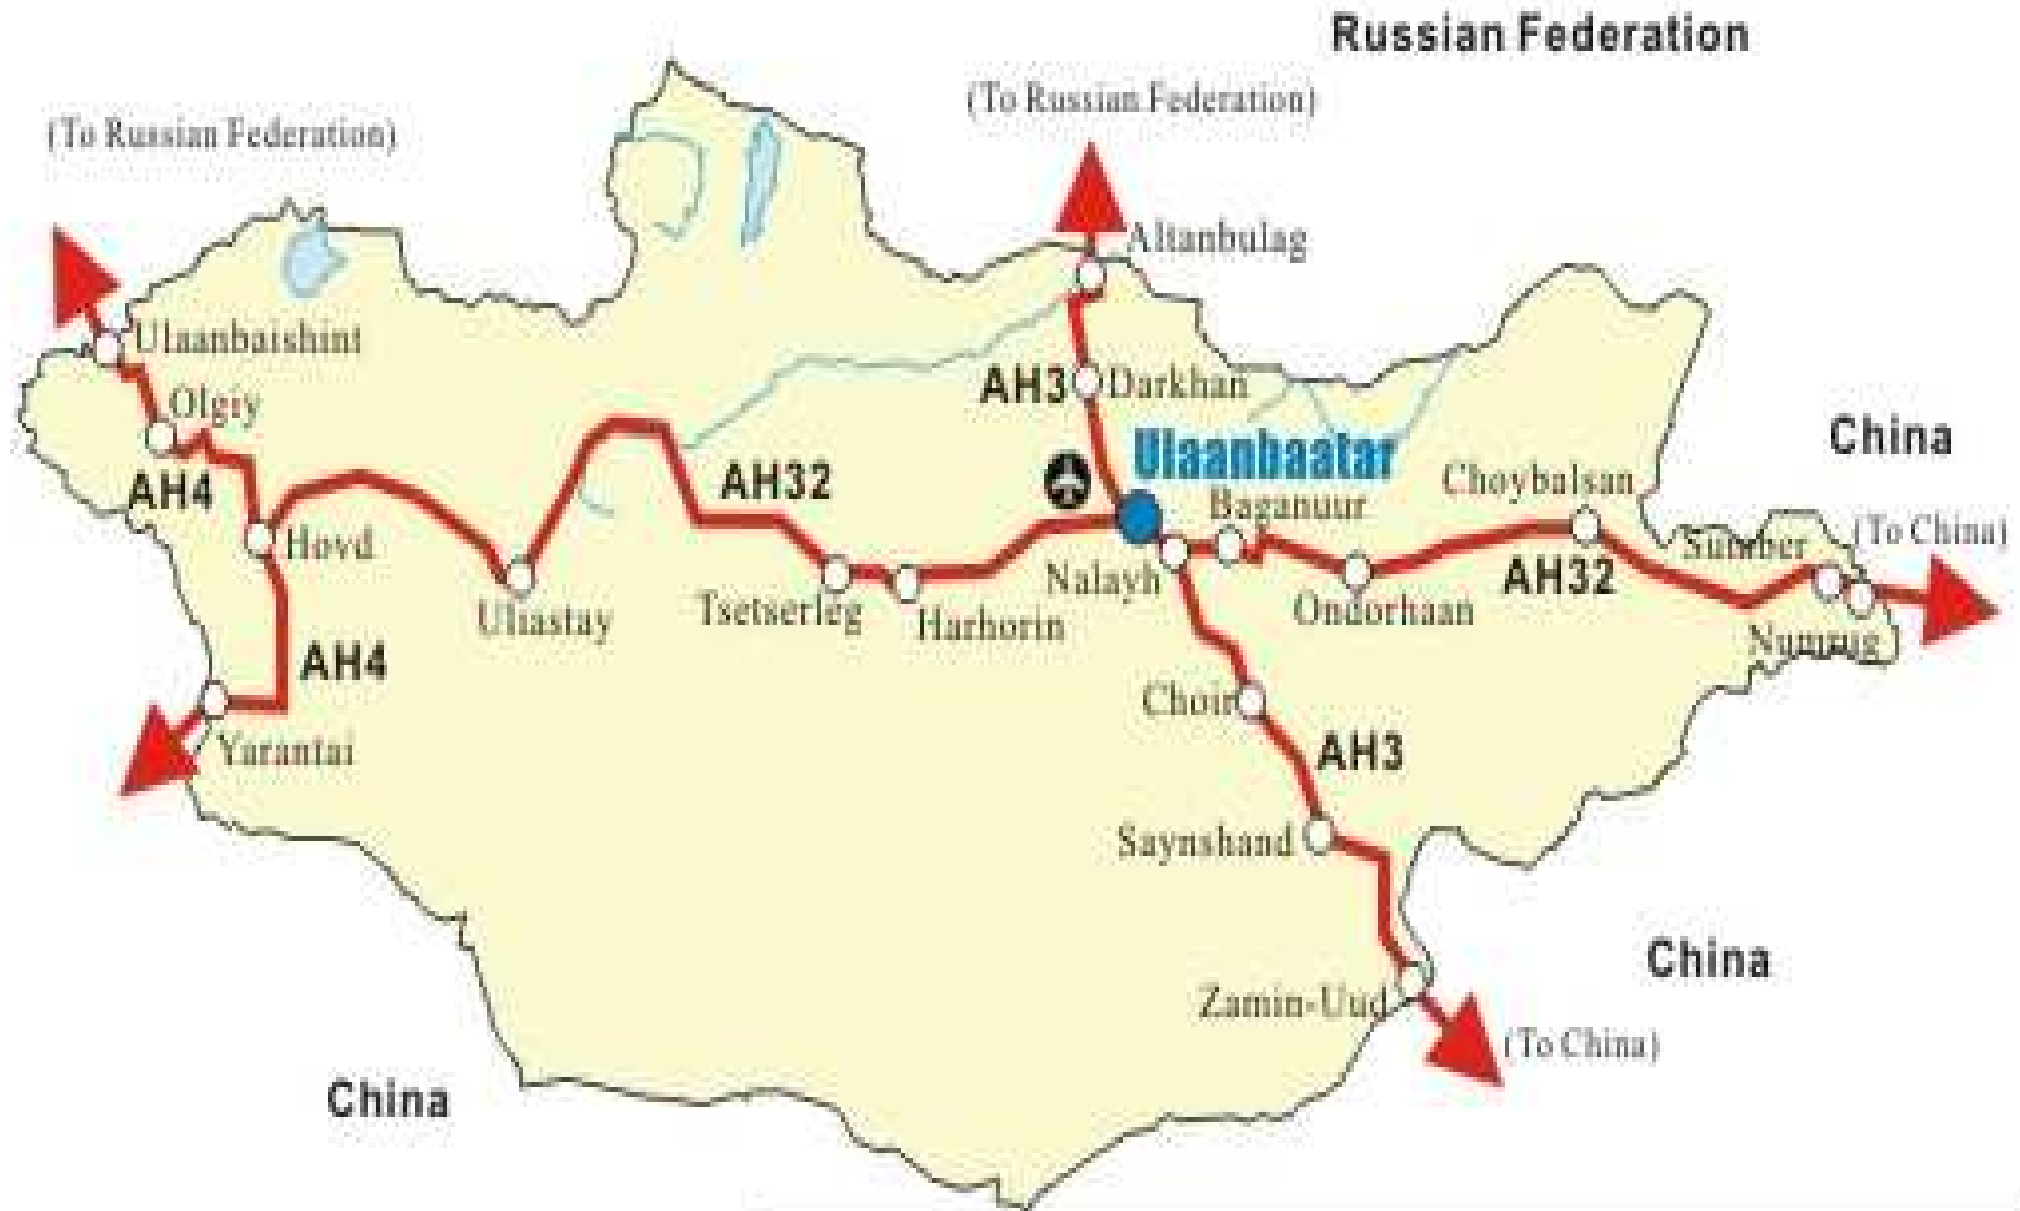 Russian Federation
(To Russian Federation)
(To Russian Federation)
Altanbulag
Ulaanbaishint
AH3
Darkhan
Olgiy
China
Ulaanbaatar
AH4
AH32
Choybalsan
Baganuur
(To China)
Hovd
Sumber
Nalayh
AH32
Uliastay
Tsetserleg
Harhorin
Ondorhaan
Numrug
AH4
Choir
Yarantai
AH3
Saynshand
China
Zamin-Uud
(To China)
China